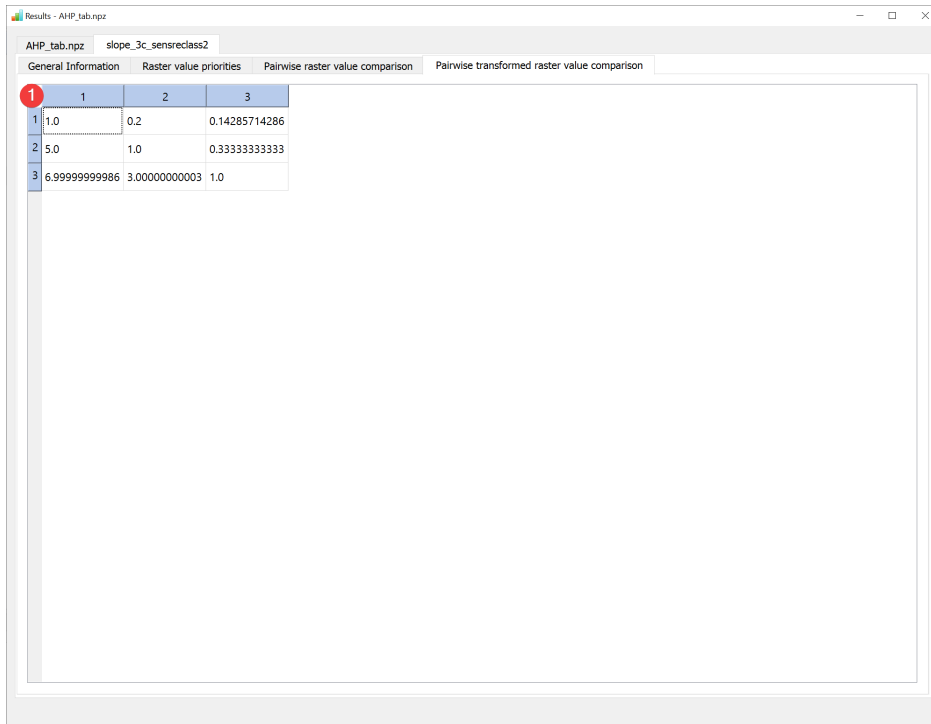 Results - AHP_tab.npz
AHP_tab.npz slope_3c_sensreclass2
General Information Raster value priorities Pairwise raster value comparison Pairwise transformed raster value comparison
1
1 2 3
1 1.0 0.2 0.14285714286
2 5.0 1.0 0.33333333333
3 6.99999999986 3.00000000003 1.0